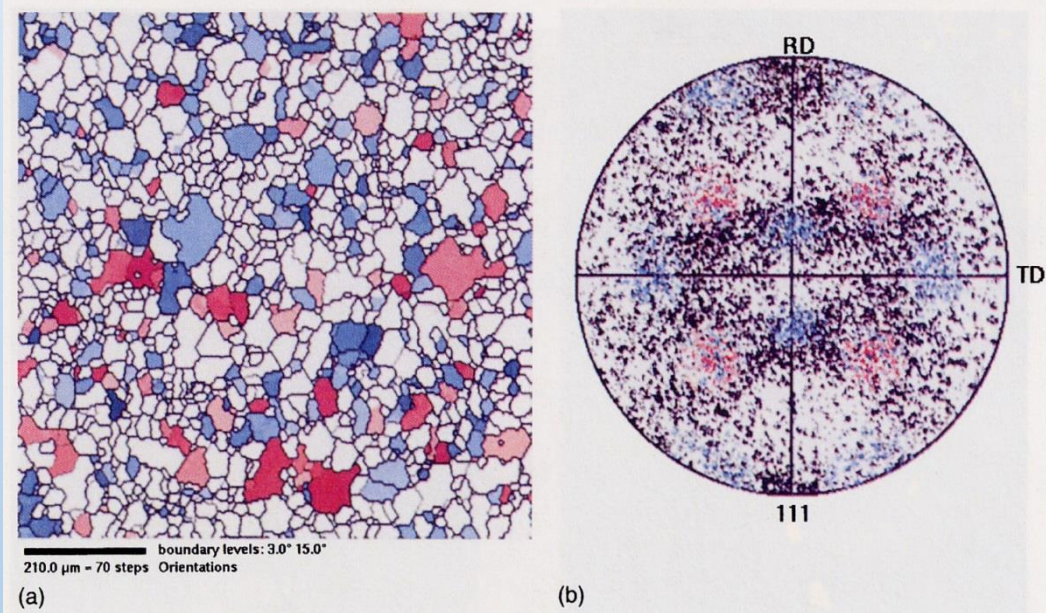 RD
TD
111
boundary levels: 3.0° 15.0°
210.0 µm = 70 steps Orientations
(a)
(b)